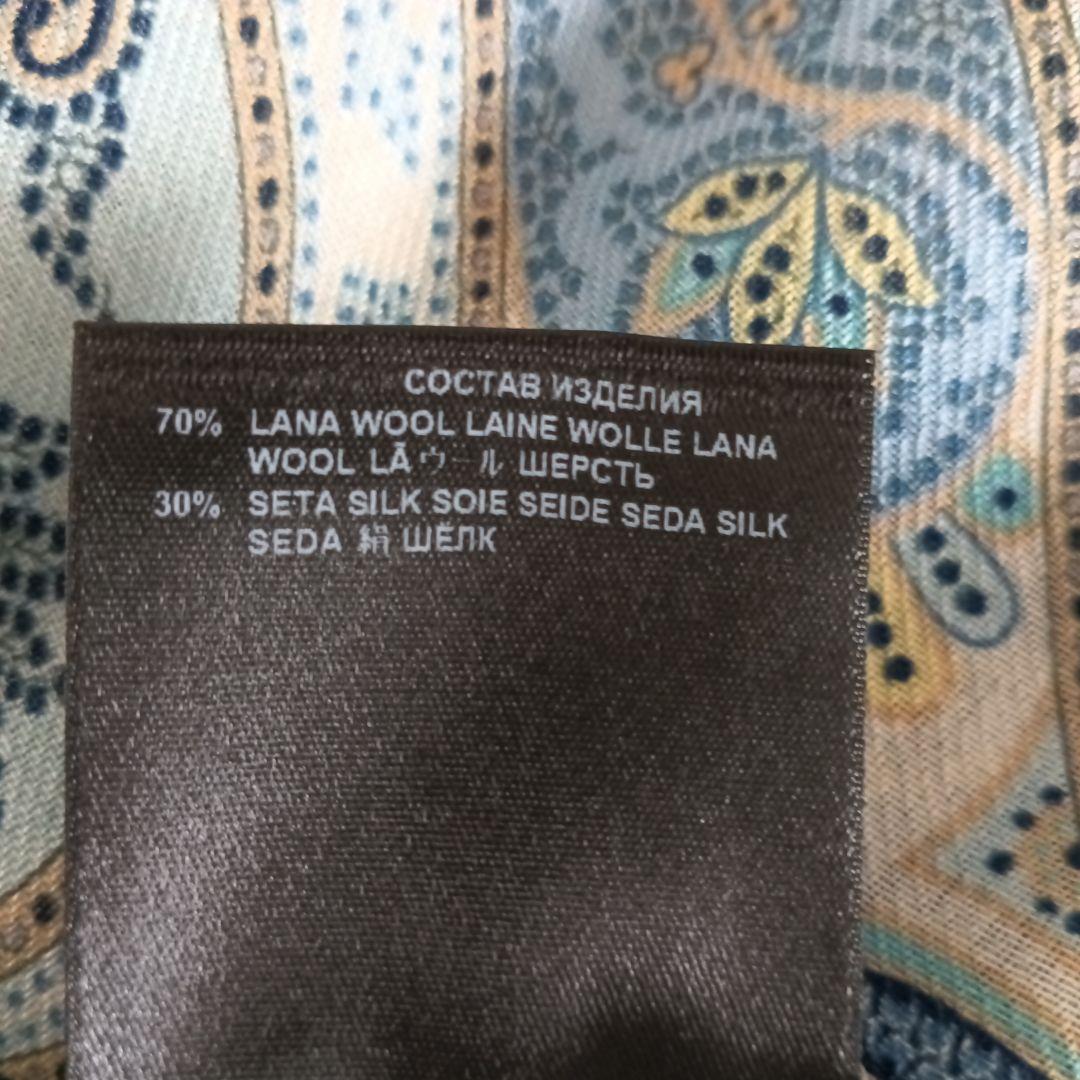 СОСТАВ ИЗДЕЛИЯ
70% LANA WOOL LAINE WOLLE LANA
WOOL LÃ ウール ШЕРСТЬ
30% SETA SILK SOIE SEIDE SEDA SILK
SEDA 絹 ШЁЛК